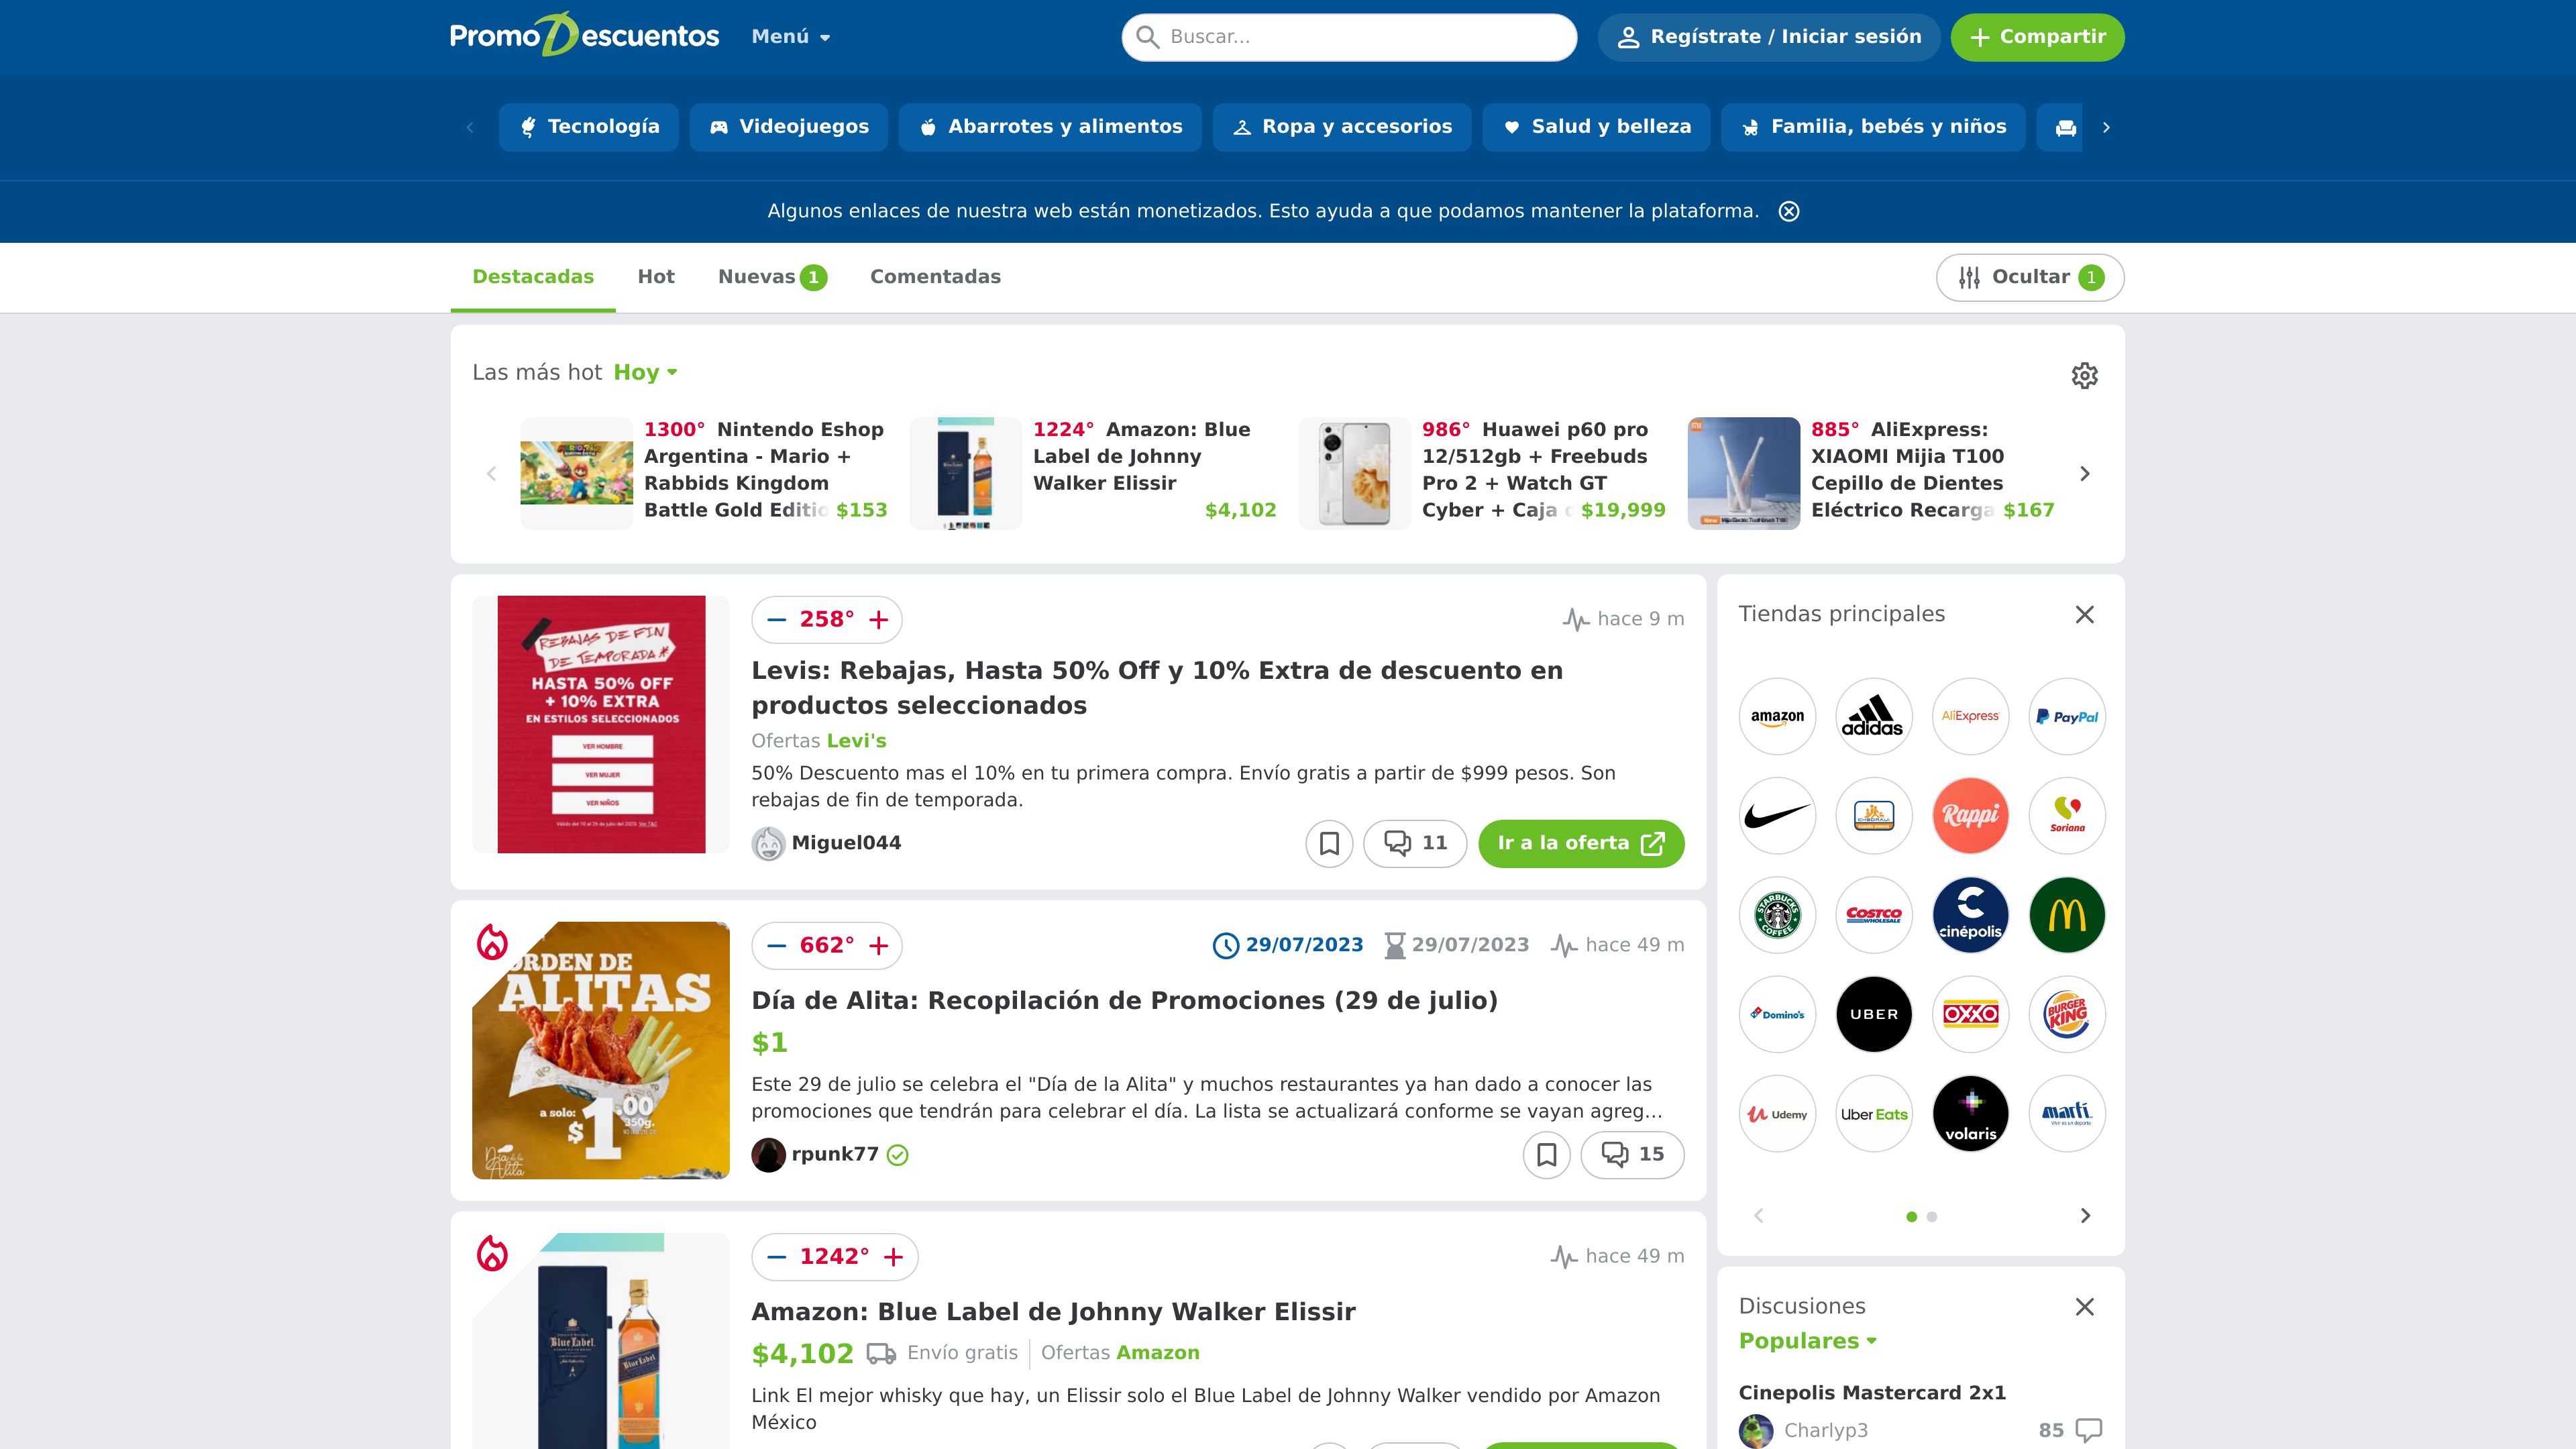 PromoDescuentos
Menú
Buscar...
Regístrate / Iniciar sesión
Compartir
Tecnología
Videojuegos
Abarrotes y alimentos
Ropa y accesorios
Salud y belleza
Familia, bebés y niños
Algunos enlaces de nuestra web están monetizados. Esto ayuda a que podamos mantener la plataforma.
Destacadas
Hot
Nuevas 1
Comentadas
Ocultar 1
Las más hot Hoy
1300° Nintendo Eshop
Argentina - Mario +
Rabbids Kingdom
Battle Gold Editio $153
1224° Amazon: Blue
Label de Johnny
Walker Elissir
$4,102
986° Huawei p60 pro
12/512gb + Freebuds
Pro 2 + Watch GT
Cyber + Caja $19,999
885° AliExpress:
XIAOMI Mijia T100
Cepillo de Dientes
Eléctrico Recarga $167
REBAJAS DE FIN
DE TEMPORADA*
HASTA 50% OFF
+ 10% EXTRA
EN ESTILOS SELECCIONADOS
VER HOMBRE
VER MUJER
VER NIÑOS
258°
hace 9 m
Levis: Rebajas, Hasta 50% Off y 10% Extra de descuento en
productos seleccionados
Ofertas Levi's
50% Descuento mas el 10% en tu primera compra. Envío gratis a partir de $999 pesos. Son
rebajas de fin de temporada.
Miguel044
11
Ir a la oferta
ORDEN DE
ALITAS
a solo:
$1.00
350g.
Día de la
Alita
662°
29/07/2023
29/07/2023
hace 49 m
Día de Alita: Recopilación de Promociones (29 de julio)
$1
Este 29 de julio se celebra el "Día de la Alita" y muchos restaurantes ya han dado a conocer las
promociones que tendrán para celebrar el día. La lista se actualizará conforme se vayan agreg...
rpunk77
15
Blue Label
Blue Label
1242°
hace 49 m
Amazon: Blue Label de Johnny Walker Elissir
$4,102
Envío gratis
Ofertas Amazon
Link El mejor whisky que hay, un Elissir solo el Blue Label de Johnny Walker vendido por Amazon
México
Tiendas principales
amazon
adidas
AliExpress
PayPal
Rappi
Soriana
STARBUCKS
COFFEE
COSTCO
WHOLESALE
cinépolis
Domino's
UBER
OXXO
BURGER
KING
Udemy
Uber Eats
volaris
martí
Discusiones
Populares
Cinepolis Mastercard 2x1
Charlyp3
85